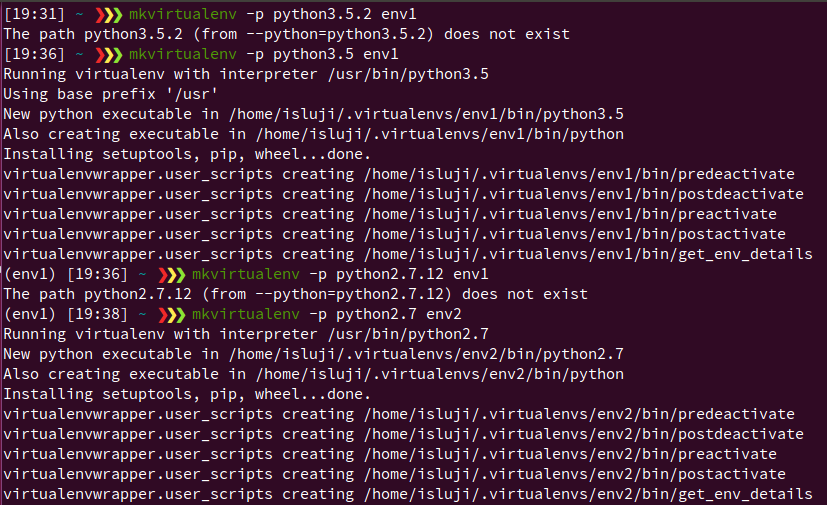 [19:31] ~ ❯❯❯ mkvirtualenv -p python3.5.2 env1
The path python3.5.2 (from --python=python3.5.2) does not exist
[19:36] ~ ❯❯❯ mkvirtualenv -p python3.5 env1
Running virtualenv with interpreter /usr/bin/python3.5
Using base prefix '/usr'
New python executable in /home/isluji/.virtualenvs/env1/bin/python3.5
Also creating executable in /home/isluji/.virtualenvs/env1/bin/python
Installing setuptools, pip, wheel...done.
virtualenvwrapper.user_scripts creating /home/isluji/.virtualenvs/env1/bin/predeactivate
virtualenvwrapper.user_scripts creating /home/isluji/.virtualenvs/env1/bin/postdeactivate
virtualenvwrapper.user_scripts creating /home/isluji/.virtualenvs/env1/bin/preactivate
virtualenvwrapper.user_scripts creating /home/isluji/.virtualenvs/env1/bin/postactivate
virtualenvwrapper.user_scripts creating /home/isluji/.virtualenvs/env1/bin/get_env_details
(env1) [19:36] ~ ❯❯❯ mkvirtualenv -p python2.7.12 env1
The path python2.7.12 (from --python=python2.7.12) does not exist
(env1) [19:38] ~ ❯❯❯ mkvirtualenv -p python2.7 env2
Running virtualenv with interpreter /usr/bin/python2.7
New python executable in /home/isluji/.virtualenvs/env2/bin/python2.7
Also creating executable in /home/isluji/.virtualenvs/env2/bin/python
Installing setuptools, pip, wheel...done.
virtualenvwrapper.user_scripts creating /home/isluji/.virtualenvs/env2/bin/predeactivate
virtualenvwrapper.user_scripts creating /home/isluji/.virtualenvs/env2/bin/postdeactivate
virtualenvwrapper.user_scripts creating /home/isluji/.virtualenvs/env2/bin/preactivate
virtualenvwrapper.user_scripts creating /home/isluji/.virtualenvs/env2/bin/postactivate
virtualenvwrapper.user_scripts creating /home/isluji/.virtualenvs/env2/bin/get_env_details